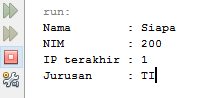 run:
Nama : Siapa
NIM : 200
IP terakhir : 1
Jurusan : TI